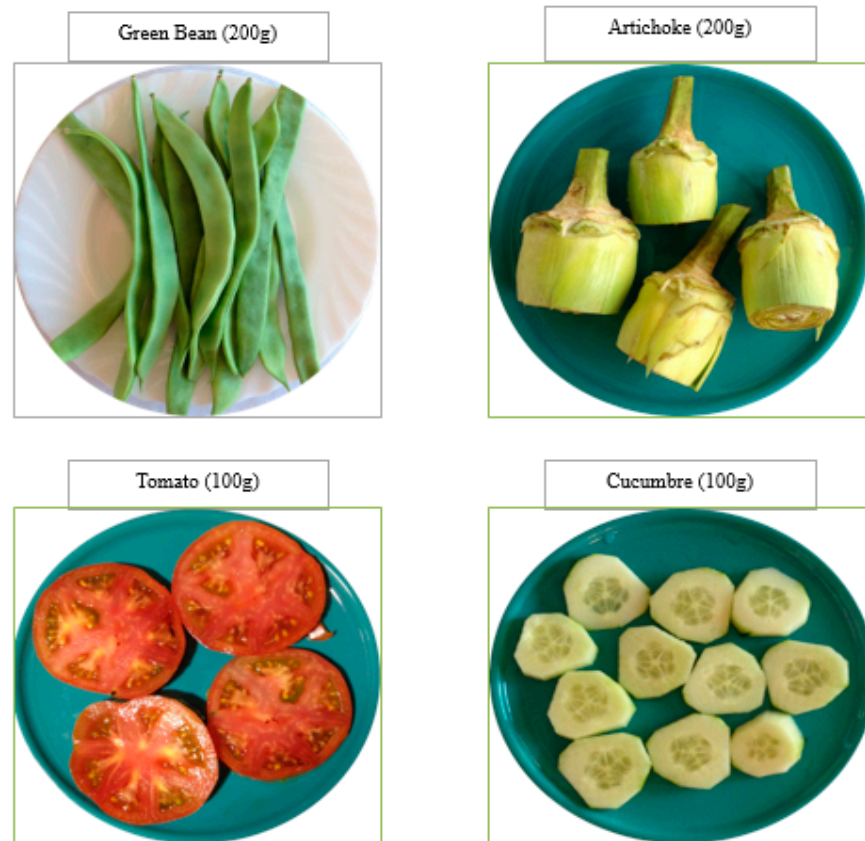 Green Bean (200g)
Artichoke (200g)
Tomato (100g)
Cucumbre (100g)